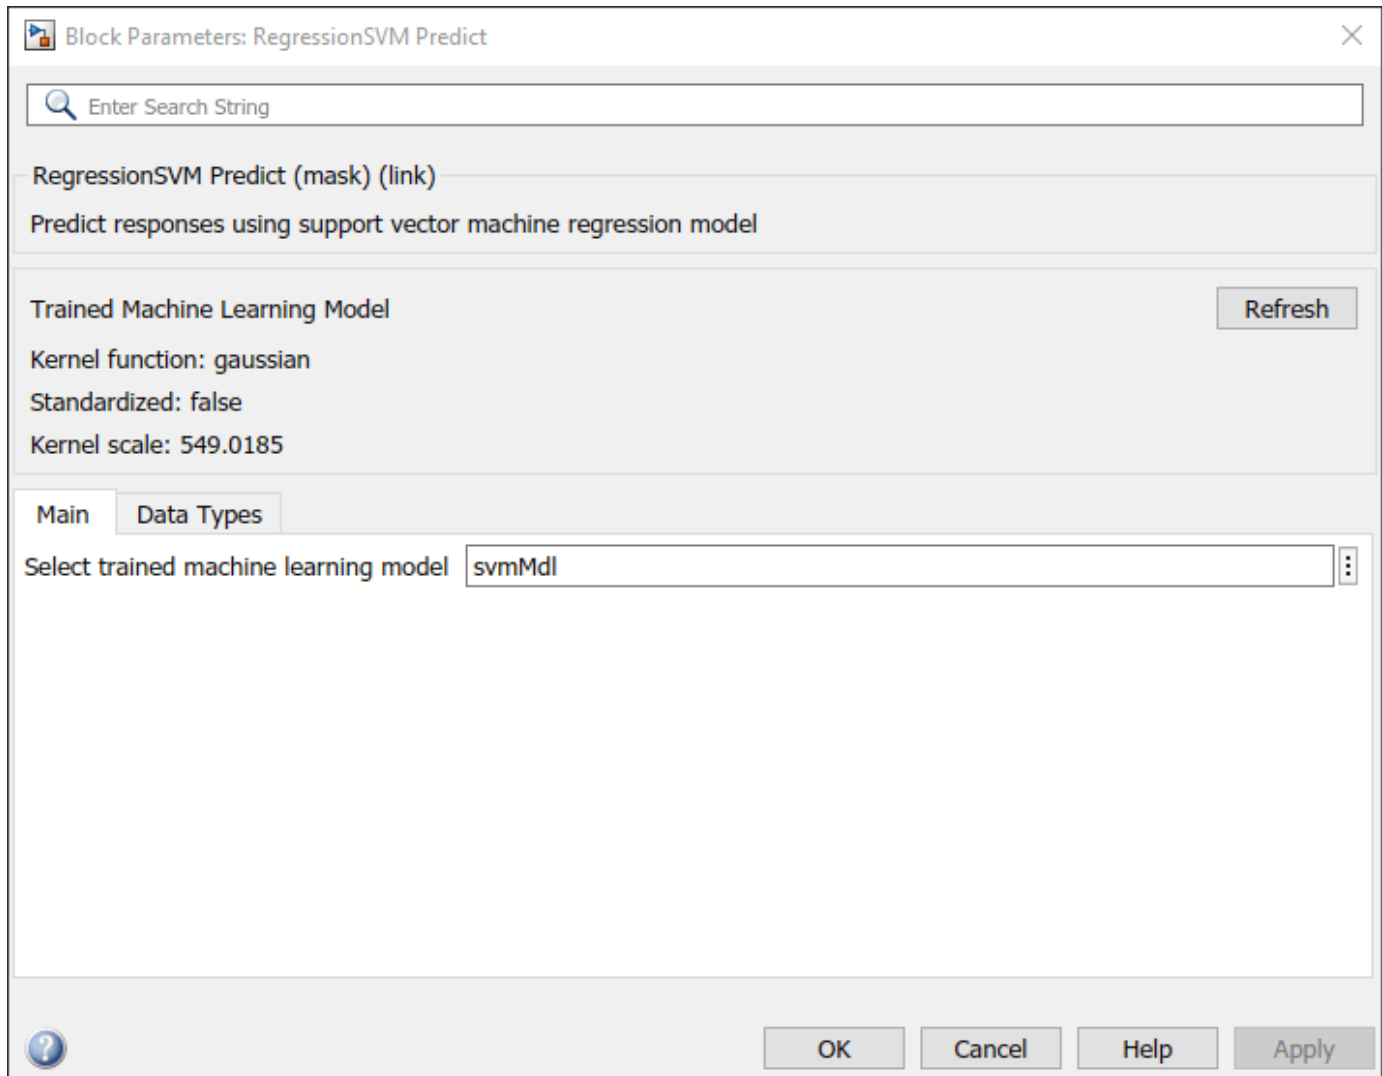 Block Parameters: RegressionSVM Predict
Enter Search String
RegressionSVM Predict (mask) (link)
Predict responses using support vector machine regression model
Trained Machine Learning Model
Refresh
Kernel function: gaussian
Standardized: false
Kernel scale: 549.0185
Main
Data Types
Select trained machine learning model
svmMdl
OK
Cancel
Help
Apply